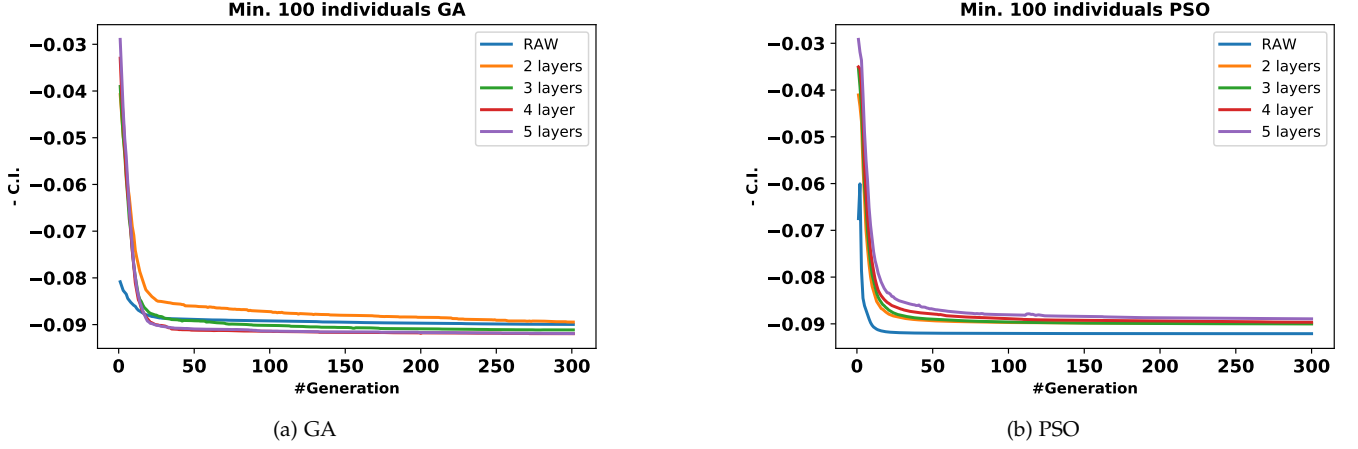 Min. 100 individuals GA
−0.03
−0.04
−0.05
−0.06
−0.07
−0.08
−0.09
- C.I.
RAW
2 layers
3 layers
4 layer
5 layers
0 50 100 150 200 250 300
#Generation
(a) GA
Min. 100 individuals PSO
−0.03
−0.04
−0.05
−0.06
−0.07
−0.08
−0.09
- C.I.
RAW
2 layers
3 layers
4 layer
5 layers
0 50 100 150 200 250 300
#Generation
(b) PSO